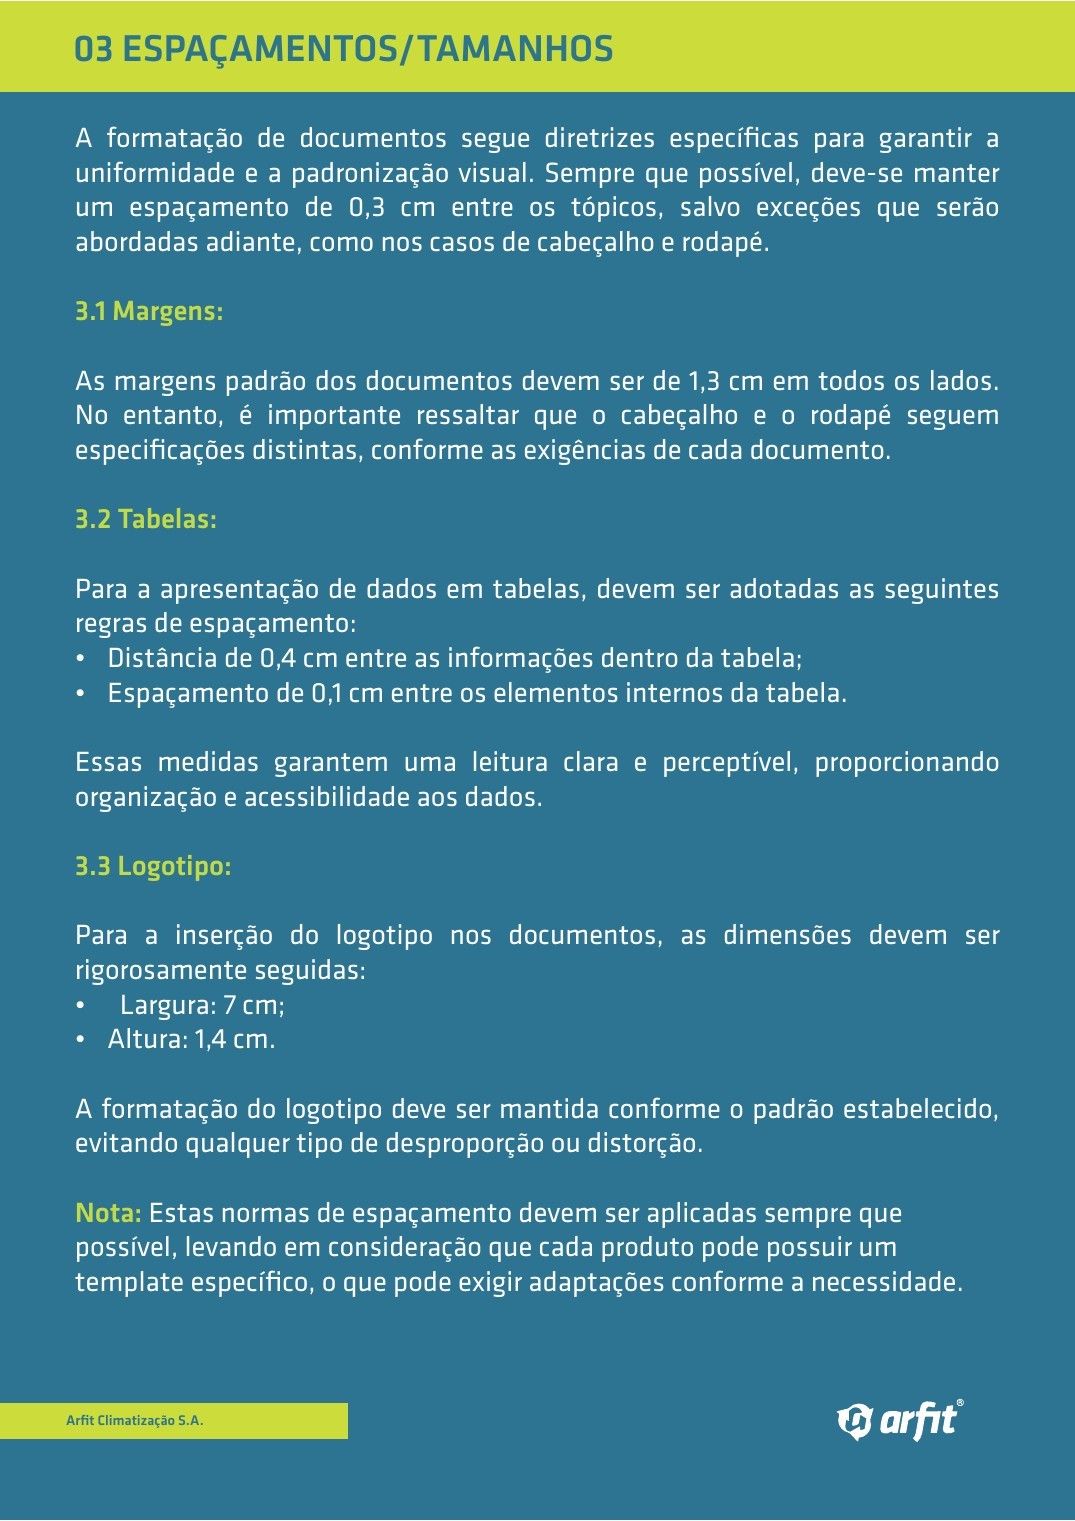 03 ESPAÇAMENTOS/TAMANHOS
A formatação de documentos segue diretrizes específicas para garantir a
uniformidade e a padronização visual. Sempre que possível, deve-se manter
um espaçamento de 0,3 cm entre os tópicos, salvo exceções que serão
abordadas adiante, como nos casos de cabeçalho e rodapé.
3.1 Margens:
As margens padrão dos documentos devem ser de 1,3 cm em todos os lados.
No entanto, é importante ressaltar que o cabeçalho e o rodapé seguem
especificações distintas, conforme as exigências de cada documento.
3.2 Tabelas:
Para a apresentação de dados em tabelas, devem ser adotadas as seguintes
regras de espaçamento:
• Distância de 0,4 cm entre as informações dentro da tabela;
• Espaçamento de 0,1 cm entre os elementos internos da tabela.
Essas medidas garantem uma leitura clara e perceptível, proporcionando
organização e acessibilidade aos dados.
3.3 Logotipo:
Para a inserção do logotipo nos documentos, as dimensões devem ser
rigorosamente seguidas:
• Largura: 7 cm;
• Altura: 1,4 cm.
A formatação do logotipo deve ser mantida conforme o padrão estabelecido,
evitando qualquer tipo de desproporção ou distorção.
Nota: Estas normas de espaçamento devem ser aplicadas sempre que
possível, levando em consideração que cada produto pode possuir um
template específico, o que pode exigir adaptações conforme a necessidade.
Arfit Climatização S.A.
arfit®